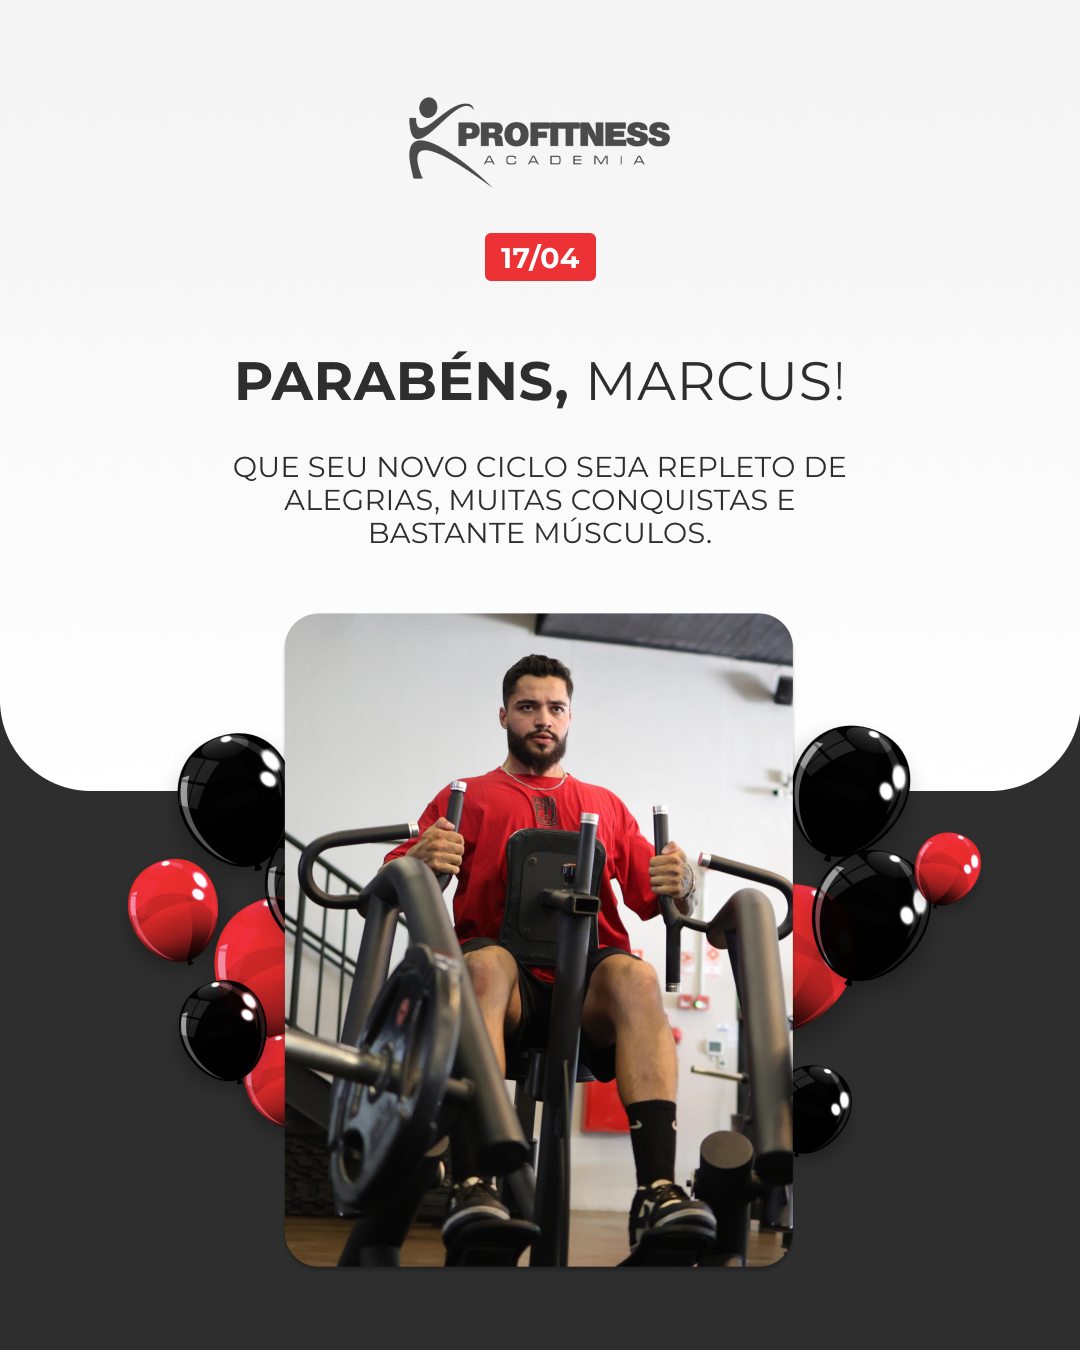 PROFITNESS
ACADEMIA
17/04
PARABÉNS, MARCUS!
QUE SEU NOVO CICLO SEJA REPLETO DE
ALEGRIAS, MUITAS CONQUISTAS E
BASTANTE MÚSCULOS.